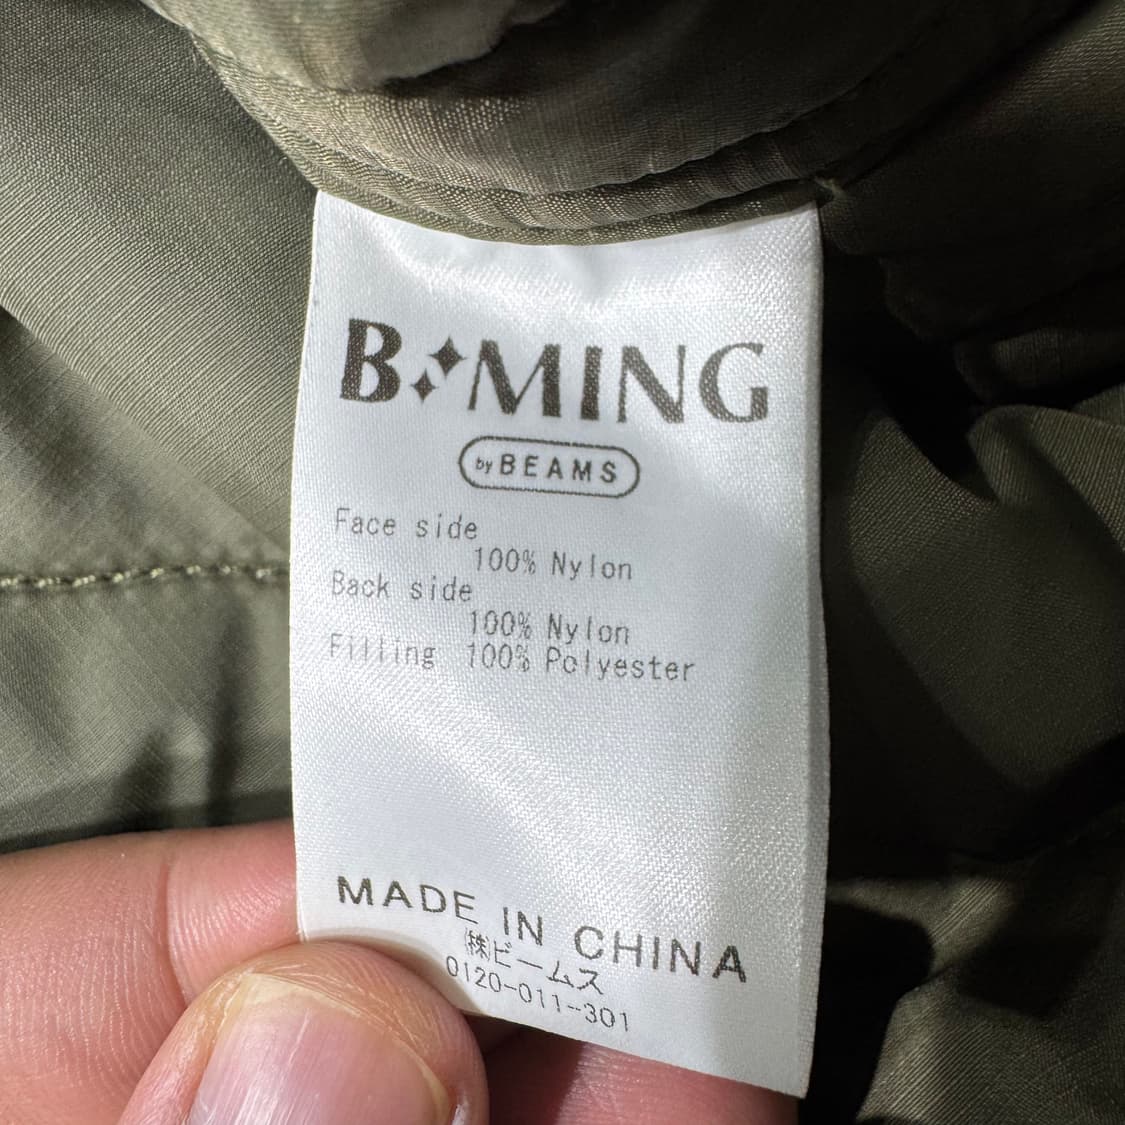 B✦✦MING
by BEAMS
Face side
100% Nylon
Back side
100% Nylon
Filling 100% Polyester
MADE IN CHINA
㈱ビームス
0120-011-301